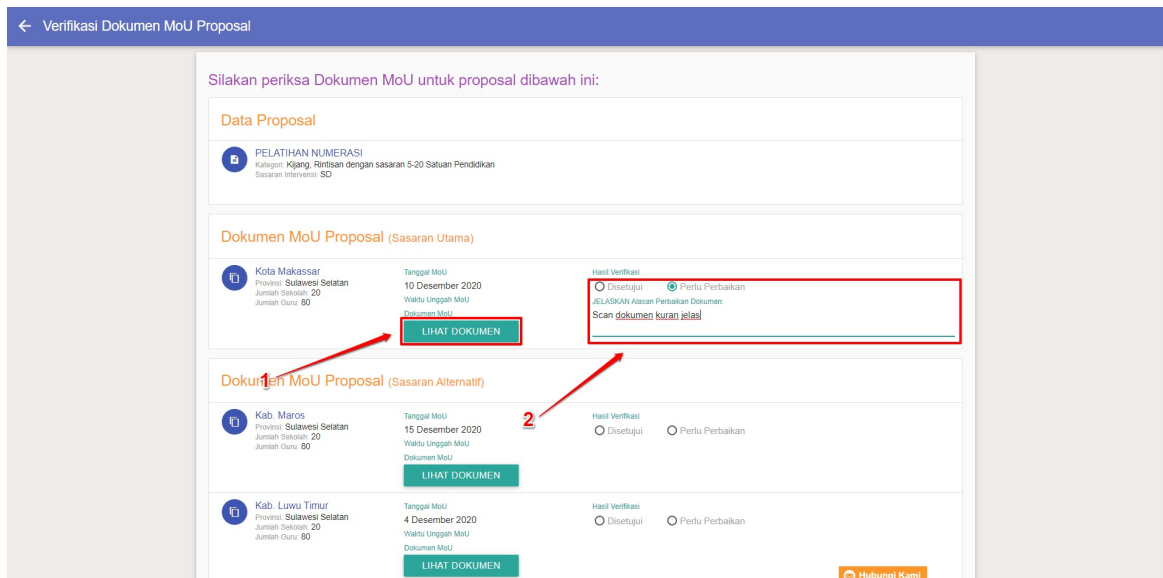 Verifikasi Dokumen MoU Proposal
Silakan periksa Dokumen MoU untuk proposal dibawah ini:
Data Proposal
PELATIHAN NUMERASI
Kategori: Kijang, Rintisan dengan sasaran 5-20 Satuan Pendidikan
Sasaran Intervensi: SD
Dokumen MoU Proposal (Sasaran Utama)
Kota Makassar
Provinsi: Sulawesi Selatan
Jumlah Sekolah: 20
Jumlah Guru: 80
Tanggal MoU
10 Desember 2020
Waktu Unggah MoU
Dokumen MoU
LIHAT DOKUMEN
Hasil Verifikasi
Disetujui Perlu Perbaikan
JELASKAN Alasan Perbaikan Dokumen:
Scan dokumen kuran jelas
1
2
Dokumen MoU Proposal (Sasaran Alternatif)
Kab. Maros
Provinsi: Sulawesi Selatan
Jumlah Sekolah: 20
Jumlah Guru: 80
Tanggal MoU
15 Desember 2020
Waktu Unggah MoU
Dokumen MoU
LIHAT DOKUMEN
Hasil Verifikasi
Disetujui Perlu Perbaikan
Kab. Luwu Timur
Provinsi: Sulawesi Selatan
Jumlah Sekolah: 20
Jumlah Guru: 80
Tanggal MoU
4 Desember 2020
Waktu Unggah MoU
Dokumen MoU
LIHAT DOKUMEN
Hasil Verifikasi
Disetujui Perlu Perbaikan
Hubungi Kami